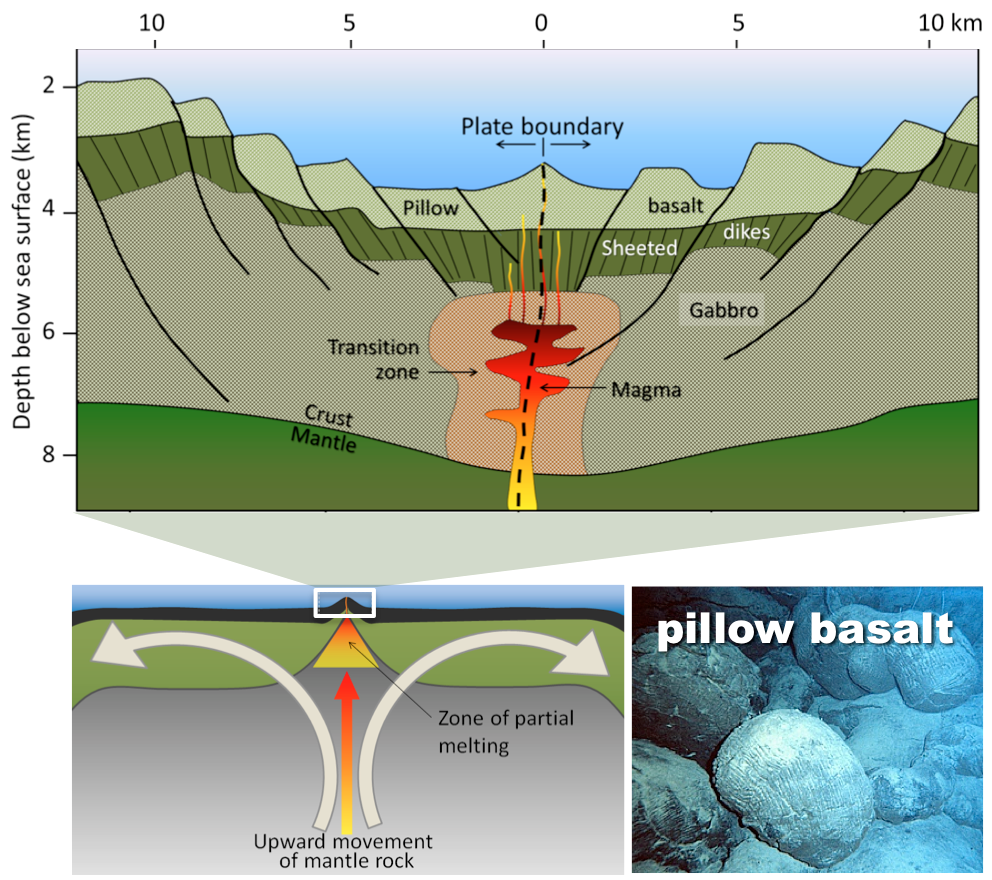 10 5 0 5 10 km
Depth below sea surface (km)
2
4
6
8
Plate boundary
Pillow basalt
Sheeted dikes
Gabbro
Transition
zone
Magma
Crust
Mantle
Zone of partial
melting
Upward movement
of mantle rock
pillow basalt